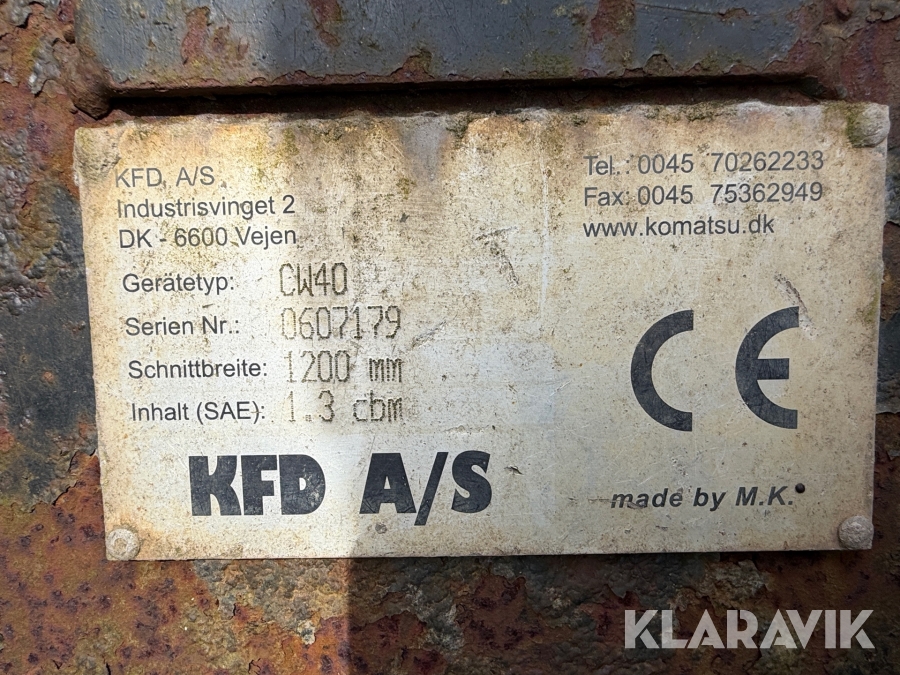 KFD, A/S
Industrisvinget 2
DK - 6600 Vejen
Tel.: 0045 70262233
Fax: 0045 75362949
www.komatsu.dk
Gerätetyp: CW40
Serien Nr.: 0607179
Schnittbreite: 1200 mm
Inhalt (SAE): 1.3 cbm
CE
KFD A/S
made by M.K.
KLARAVIK